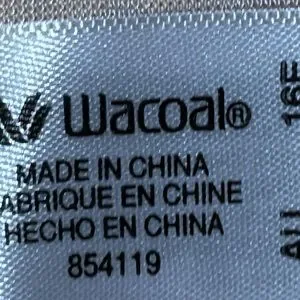 Wacoal®
MADE IN CHINA
ABRIQUE EN CHINE
HECHO EN CHINA
854119